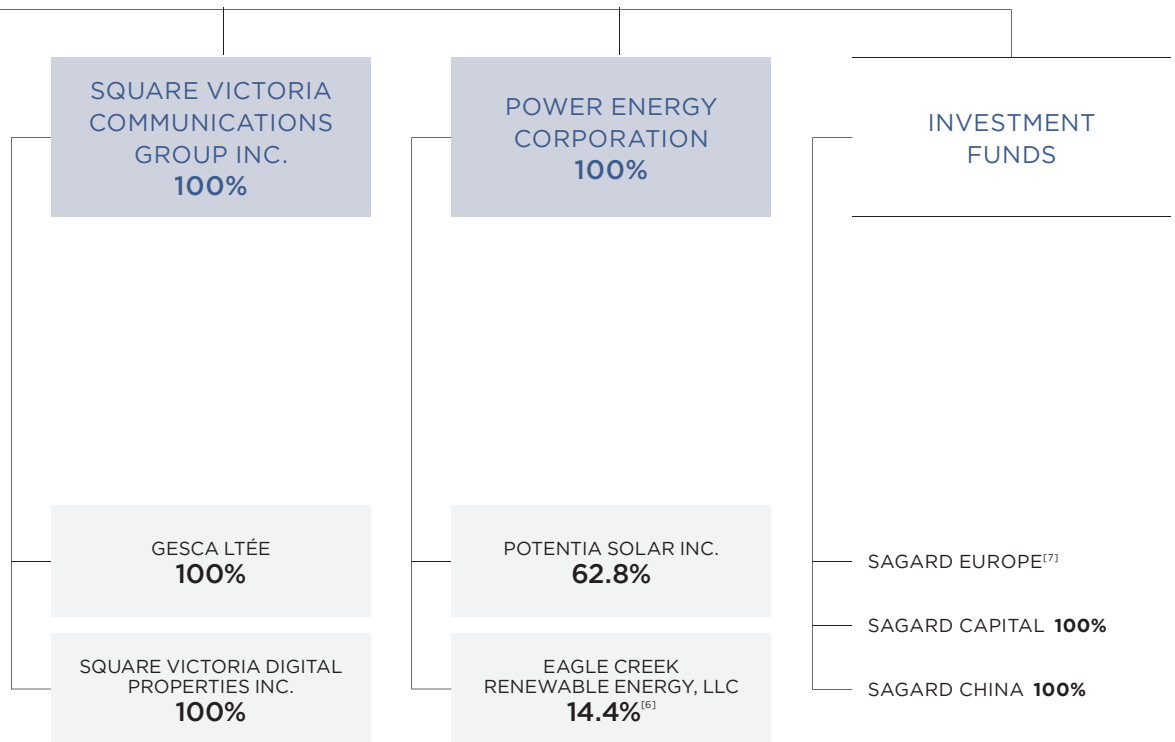 SQUARE VICTORIA
COMMUNICATIONS
GROUP INC.
100%
POWER ENERGY
CORPORATION
100%
INVESTMENT
FUNDS
GESCA LTÉE
100%
POTENTIA SOLAR INC.
62.8%
SAGARD EUROPE[7]
SAGARD CAPITAL 100%
SAGARD CHINA 100%
SQUARE VICTORIA DIGITAL
PROPERTIES INC.
100%
EAGLE CREEK
RENEWABLE ENERGY, LLC
14.4%[6]